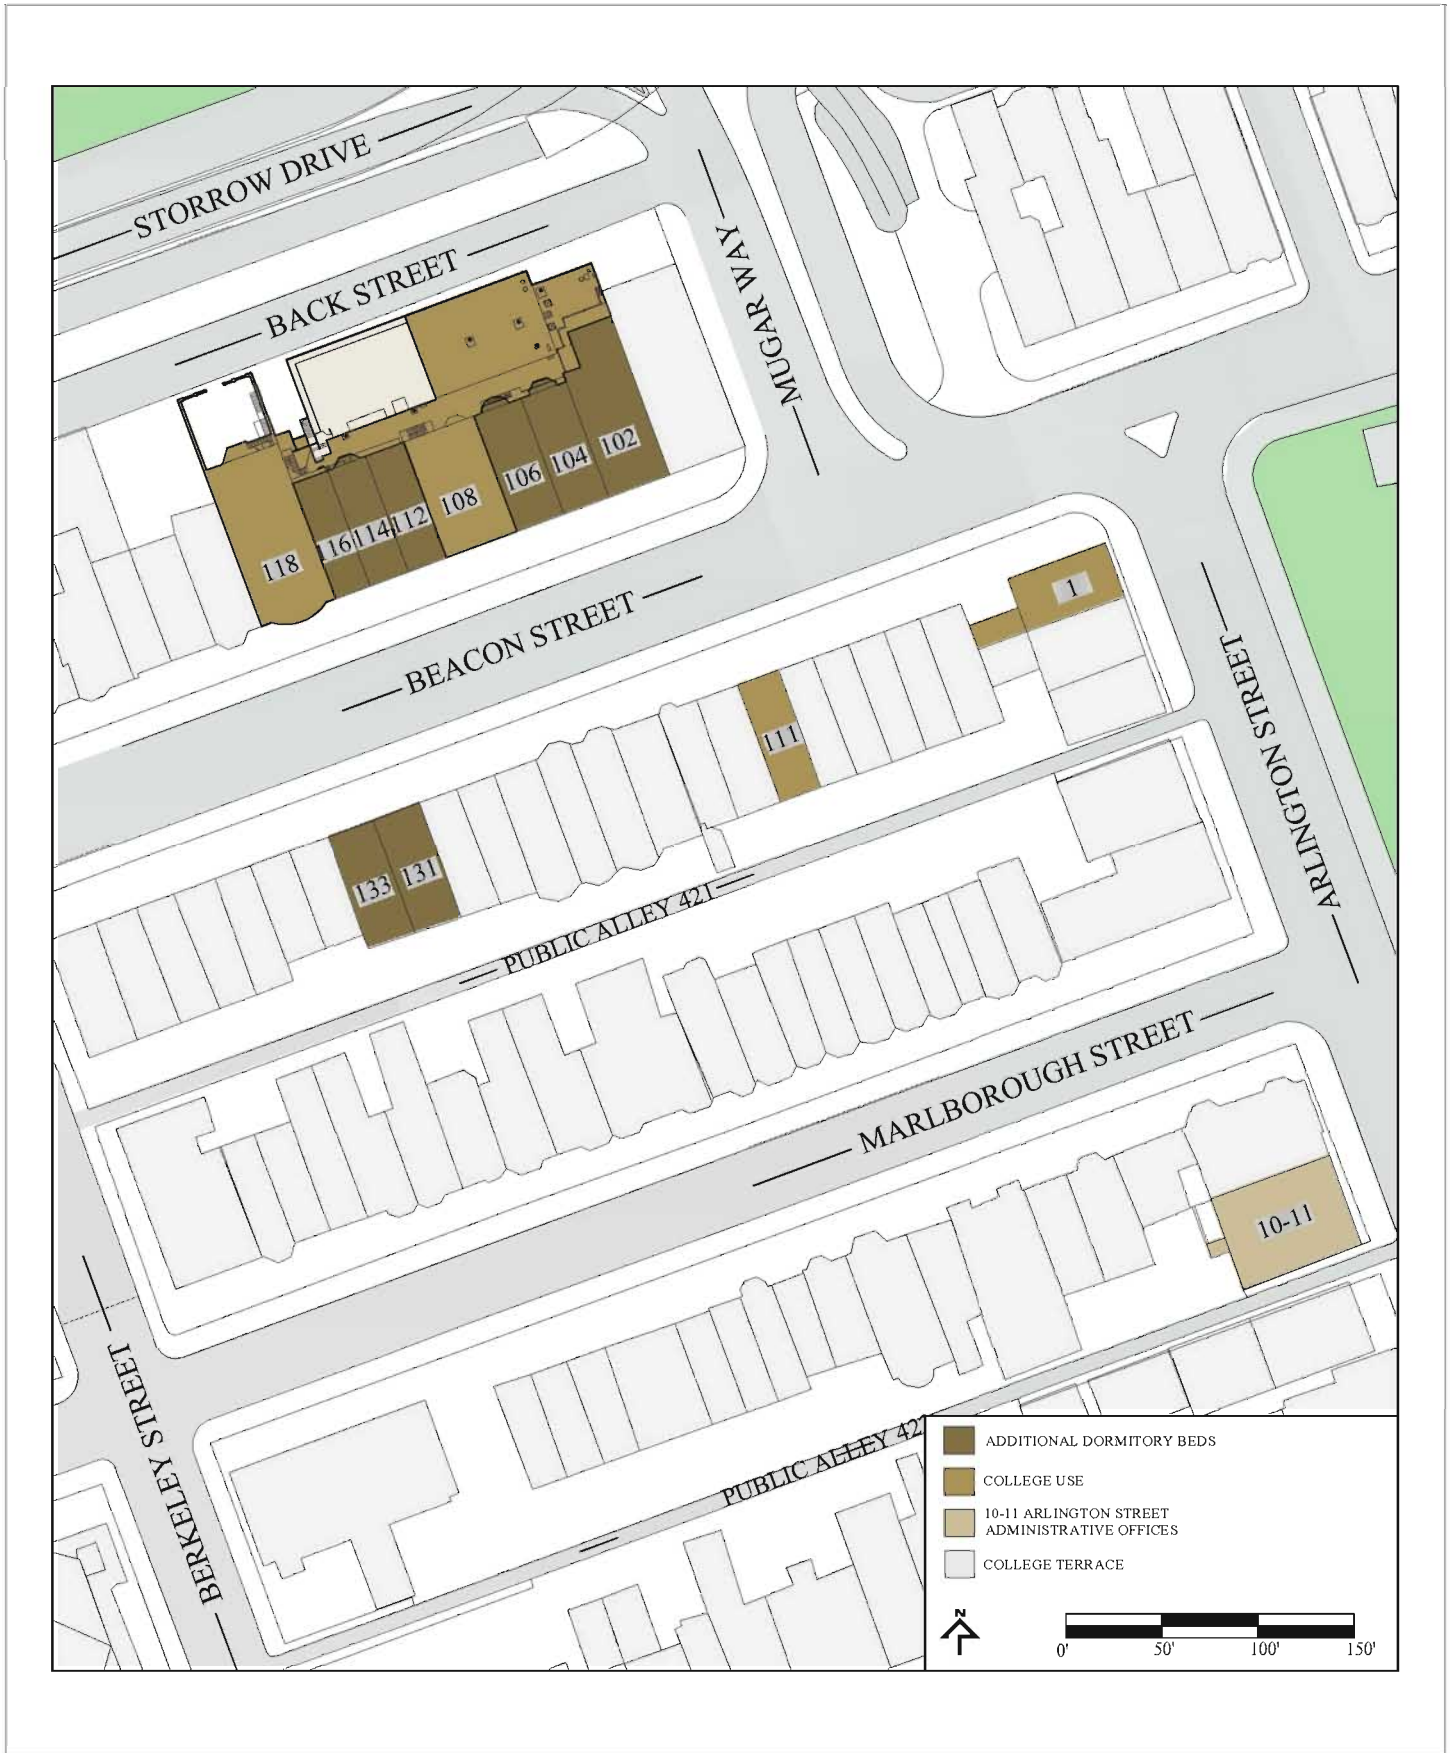 STORROW DRIVE
BACK STREET
MUGAR WAY
102
104
106
108
112
114
116
118
1
BEACON STREET
ARLINGTON STREET
111
131
133
PUBLIC ALLEY 421
MARLBOROUGH STREET
10-11
BERKELEY STREET
PUBLIC ALLEY 42
ADDITIONAL DORMITORY BEDS
COLLEGE USE
10-11 ARLINGTON STREET
ADMINISTRATIVE OFFICES
COLLEGE TERRACE
N
0' 50' 100' 150'